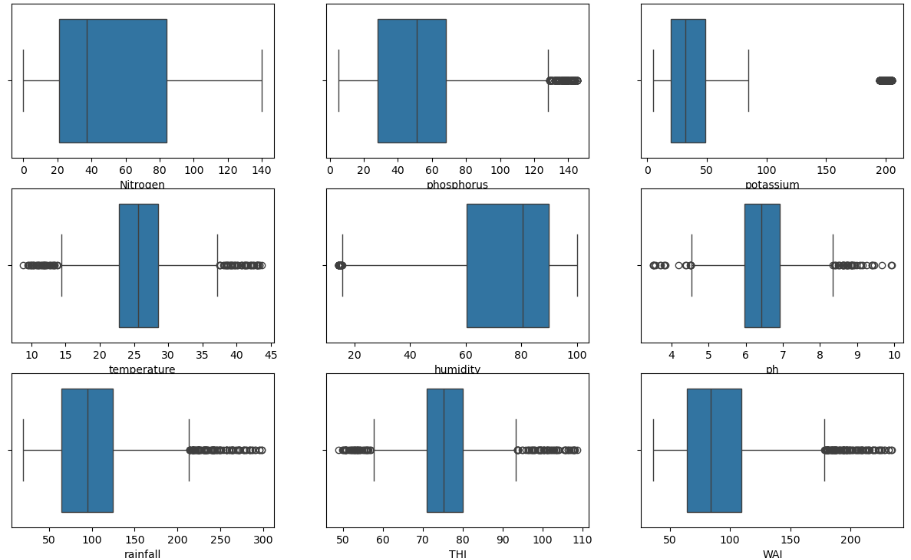 0 20 40 60 80 100 120 140
Nitrogen
0 20 40 60 80 100 120 140
phosphorus
0 50 100 150 200
potassium
10 15 20 25 30 35 40 45
temperature
20 40 60 80 100
humidity
4 5 6 7 8 9 10
ph
50 100 150 200 250 300
rainfall
50 60 70 80 90 100 110
THI
50 100 150 200
WAI